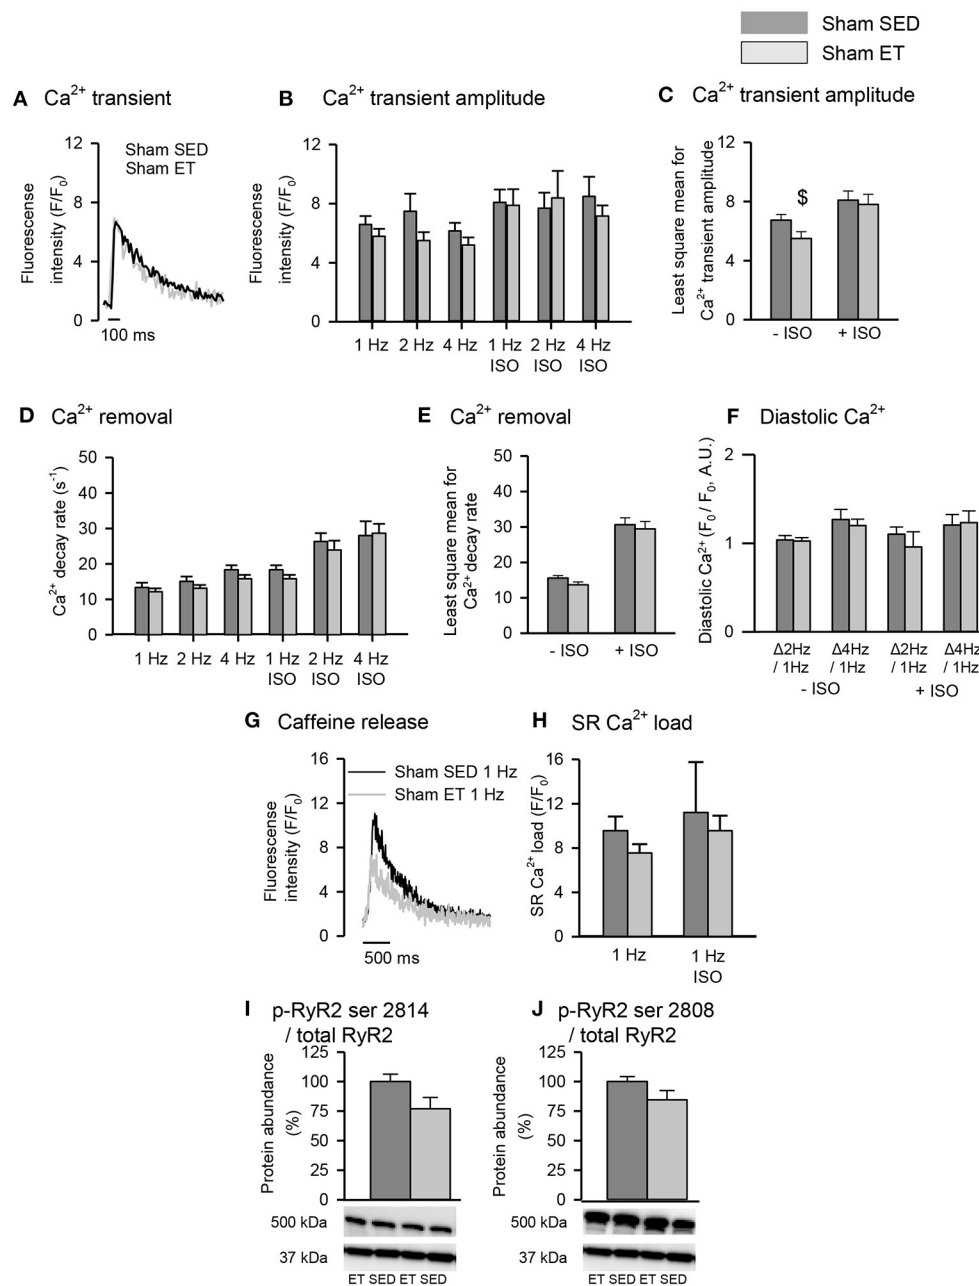 Sham SED
Sham ET
A Ca2+ transient
Fluorescense
intensity (F/F0)
12
8
4
0
Sham SED
Sham ET
100 ms
B Ca2+ transient amplitude
Fluorescense
intensity (F/F0)
12
8
4
0
1 Hz 2 Hz 4 Hz 1 Hz 2 Hz 4 Hz
ISO ISO ISO
C Ca2+ transient amplitude
Least square mean for
Ca2+ transient amplitude
12
8
4
0
$
- ISO + ISO
D Ca2+ removal
Ca2+ decay rate (s-1)
50
40
30
20
10
0
1 Hz 2 Hz 4 Hz 1 Hz 2 Hz 4 Hz
ISO ISO ISO
E Ca2+ removal
Least square mean for
Ca2+ decay rate
50
40
30
20
10
0
- ISO + ISO
F Diastolic Ca2+
Diastolic Ca2+ (F0 / F0, A.U.)
2
1
0
Δ2Hz Δ4Hz Δ2Hz Δ4Hz
/ 1Hz / 1Hz / 1Hz / 1Hz
- ISO + ISO
G Caffeine release
Fluorescense
intensity (F/F0)
16
12
8
4
0
Sham SED 1 Hz
Sham ET 1 Hz
500 ms
H SR Ca2+ load
SR Ca2+ load (F/F0)
16
12
8
4
0
1 Hz 1 Hz
ISO
I p-RyR2 ser 2814
/ total RyR2
Protein abundance
(%)
125
100
75
50
25
0
500 kDa
37 kDa
ET SED ET SED
J p-RyR2 ser 2808
/ total RyR2
Protein abundance
(%)
125
100
75
50
25
0
500 kDa
37 kDa
ET SED ET SED